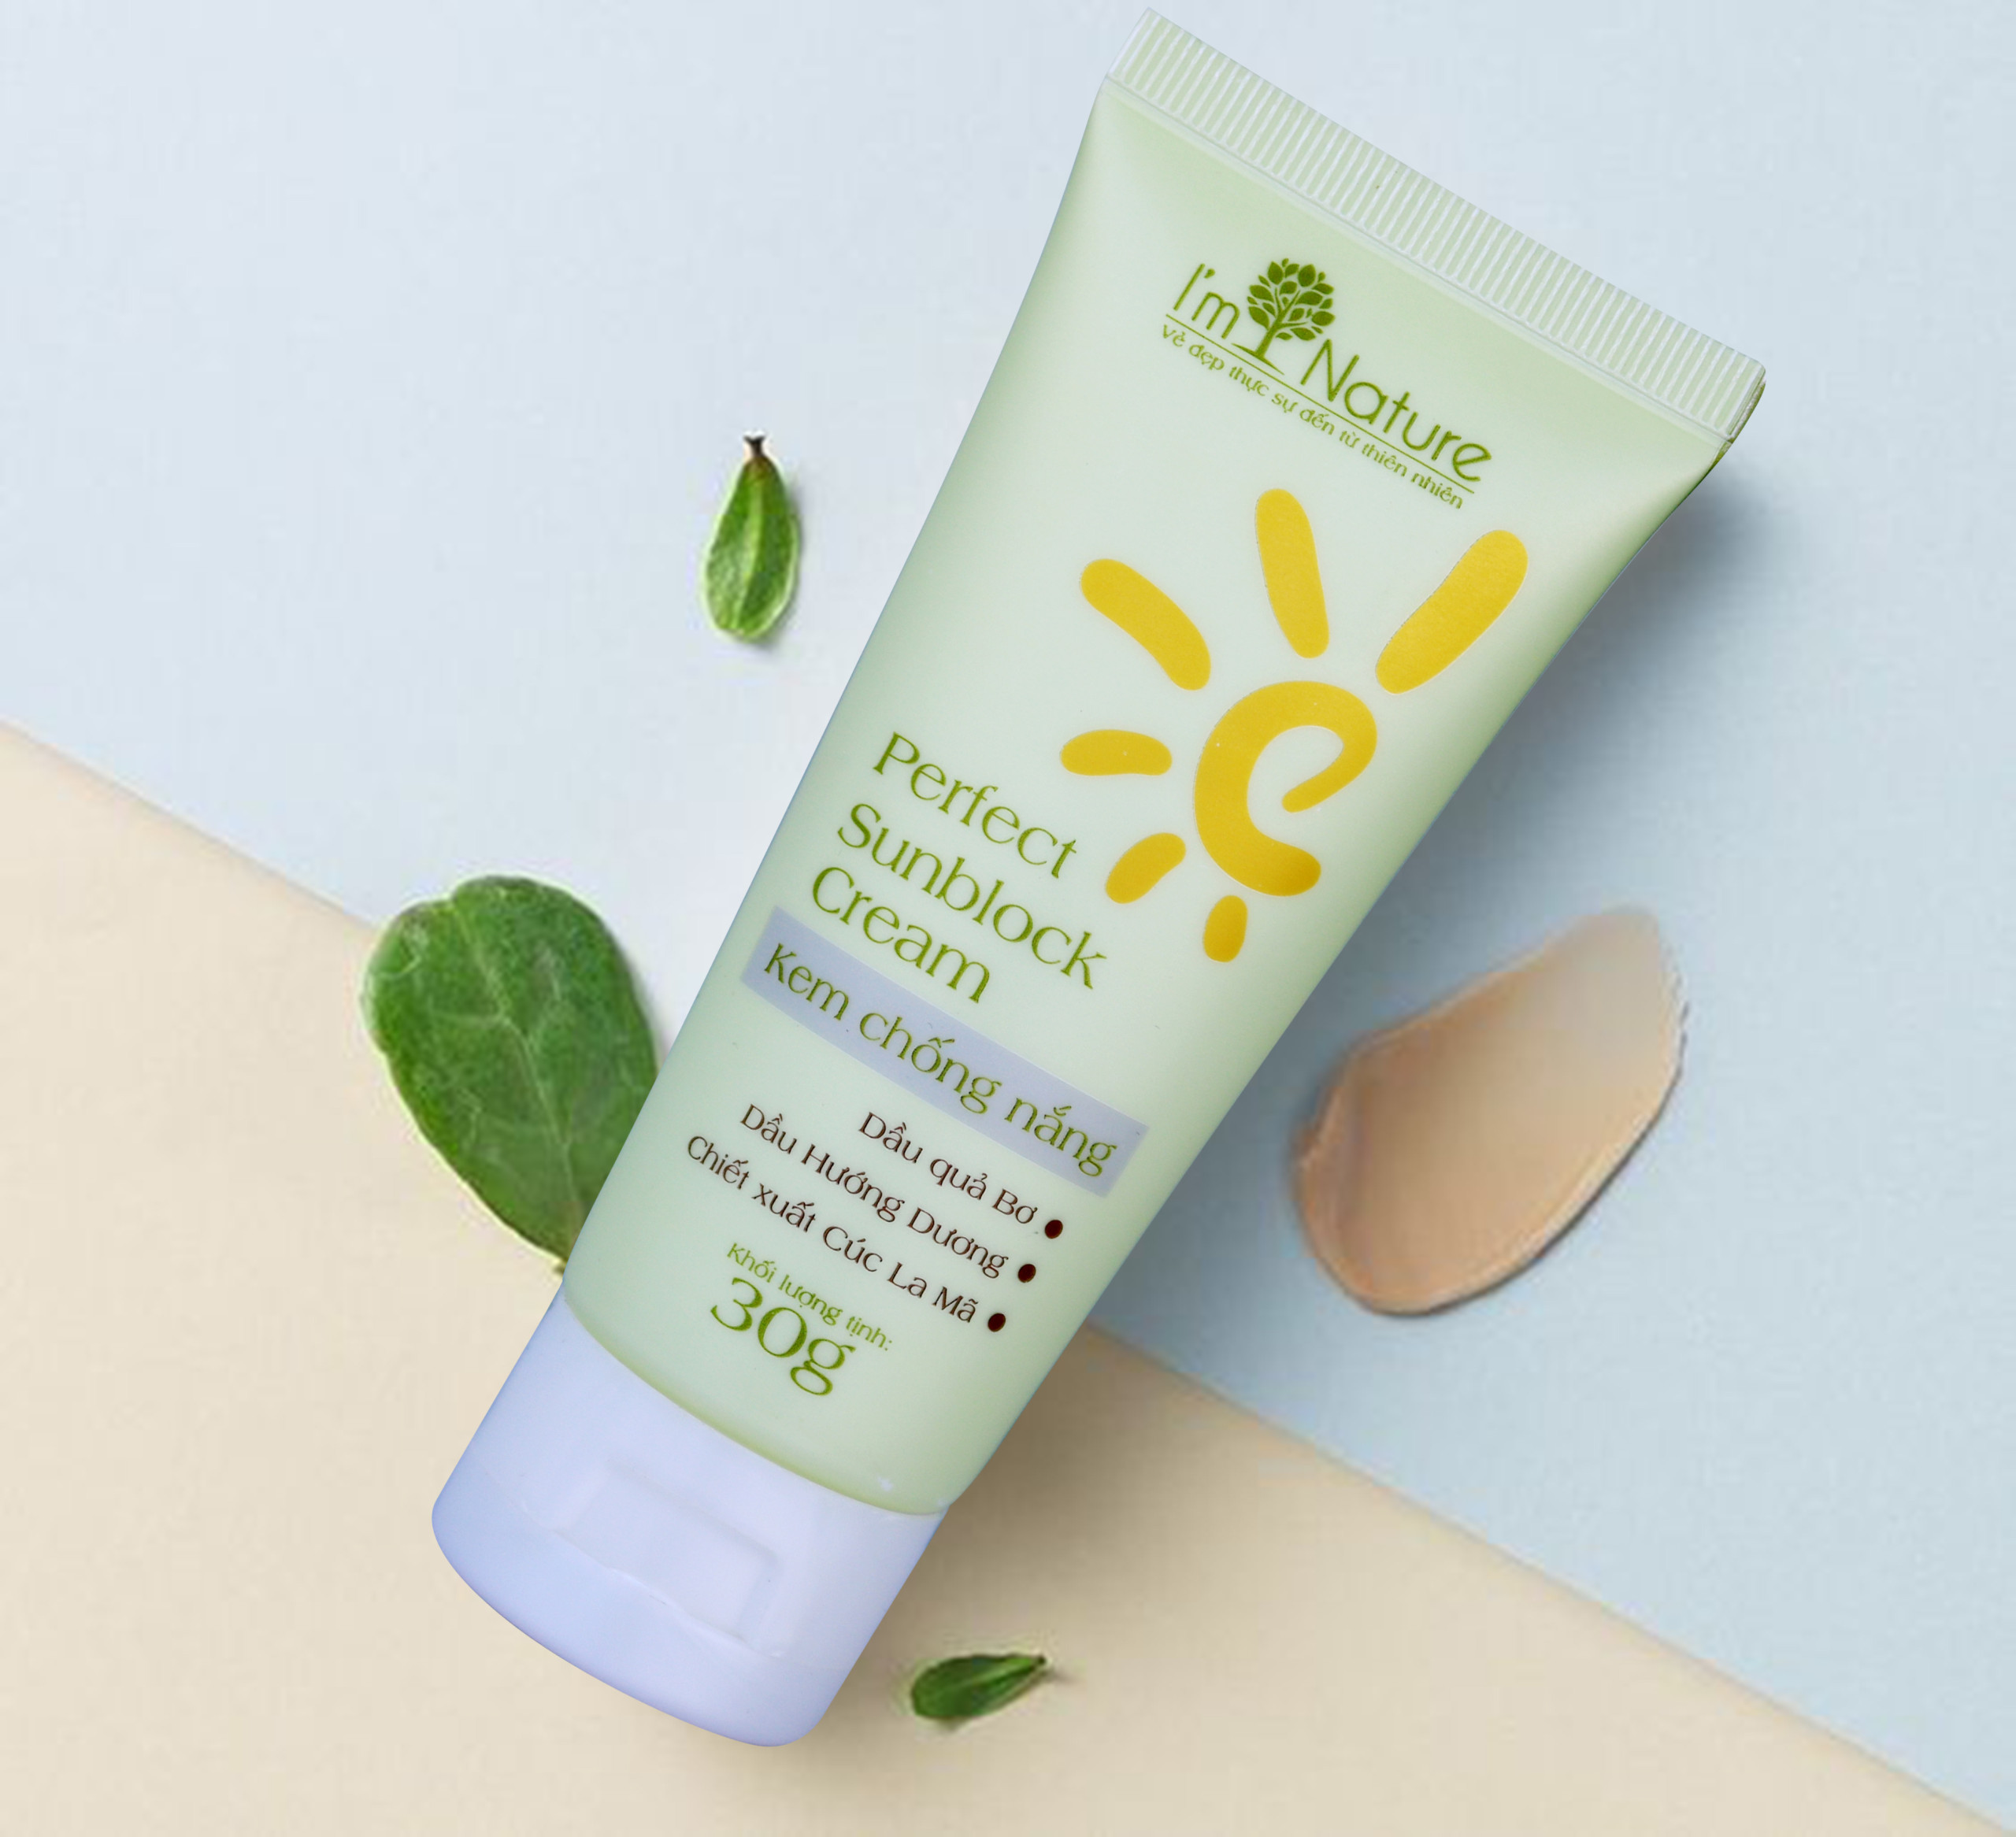 I'm Nature
vẻ đẹp thực sự đến từ thiên nhiên
Perfect
Sunblock
Cream
Kem chống nắng
Dầu quả Bơ ●
Dầu Hướng Dương ●
Chiết xuất Cúc La Mã ●
Khối lượng tịnh:
30g